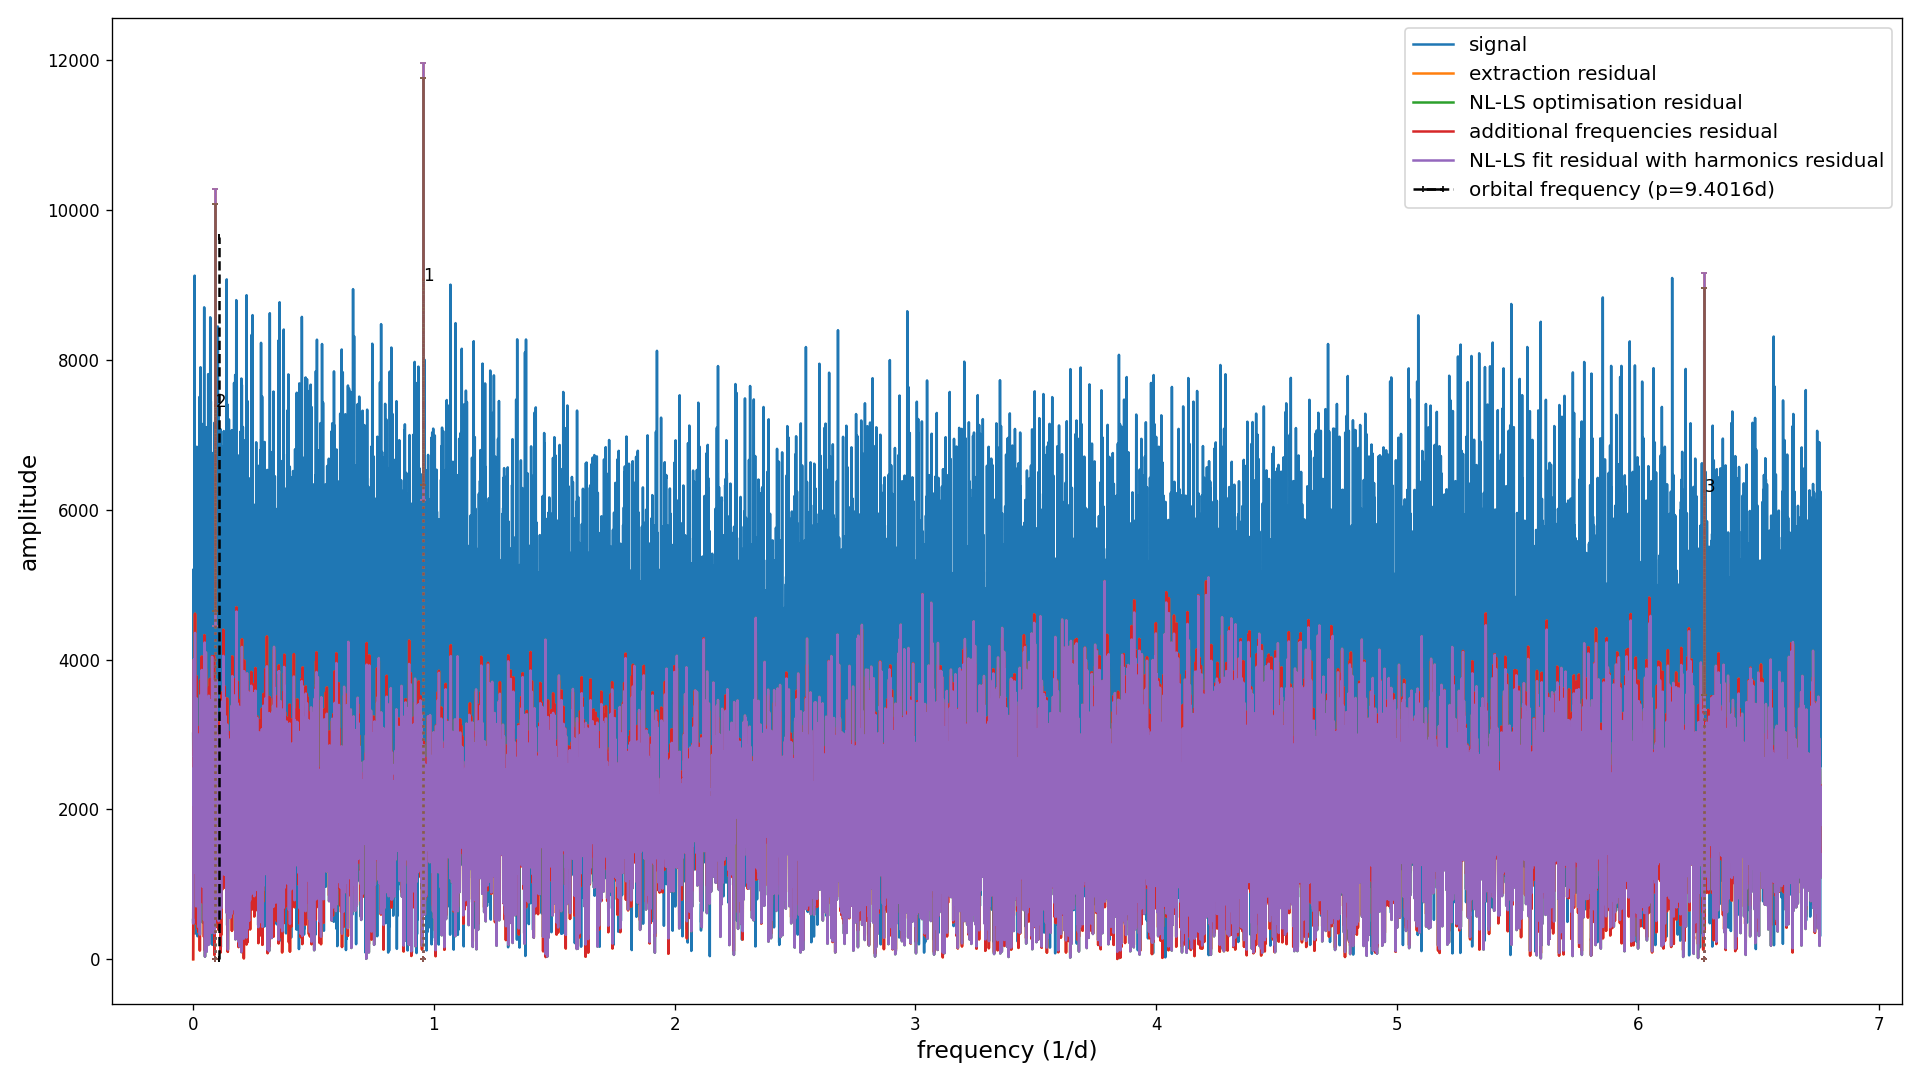 signal
extraction residual
NL-LS optimisation residual
additional frequencies residual
NL-LS fit residual with harmonics residual
orbital frequency (p=9.4016d)
12000
10000
8000
6000
4000
2000
0
amplitude
1
2
3
0 1 2 3 4 5 6 7
frequency (1/d)